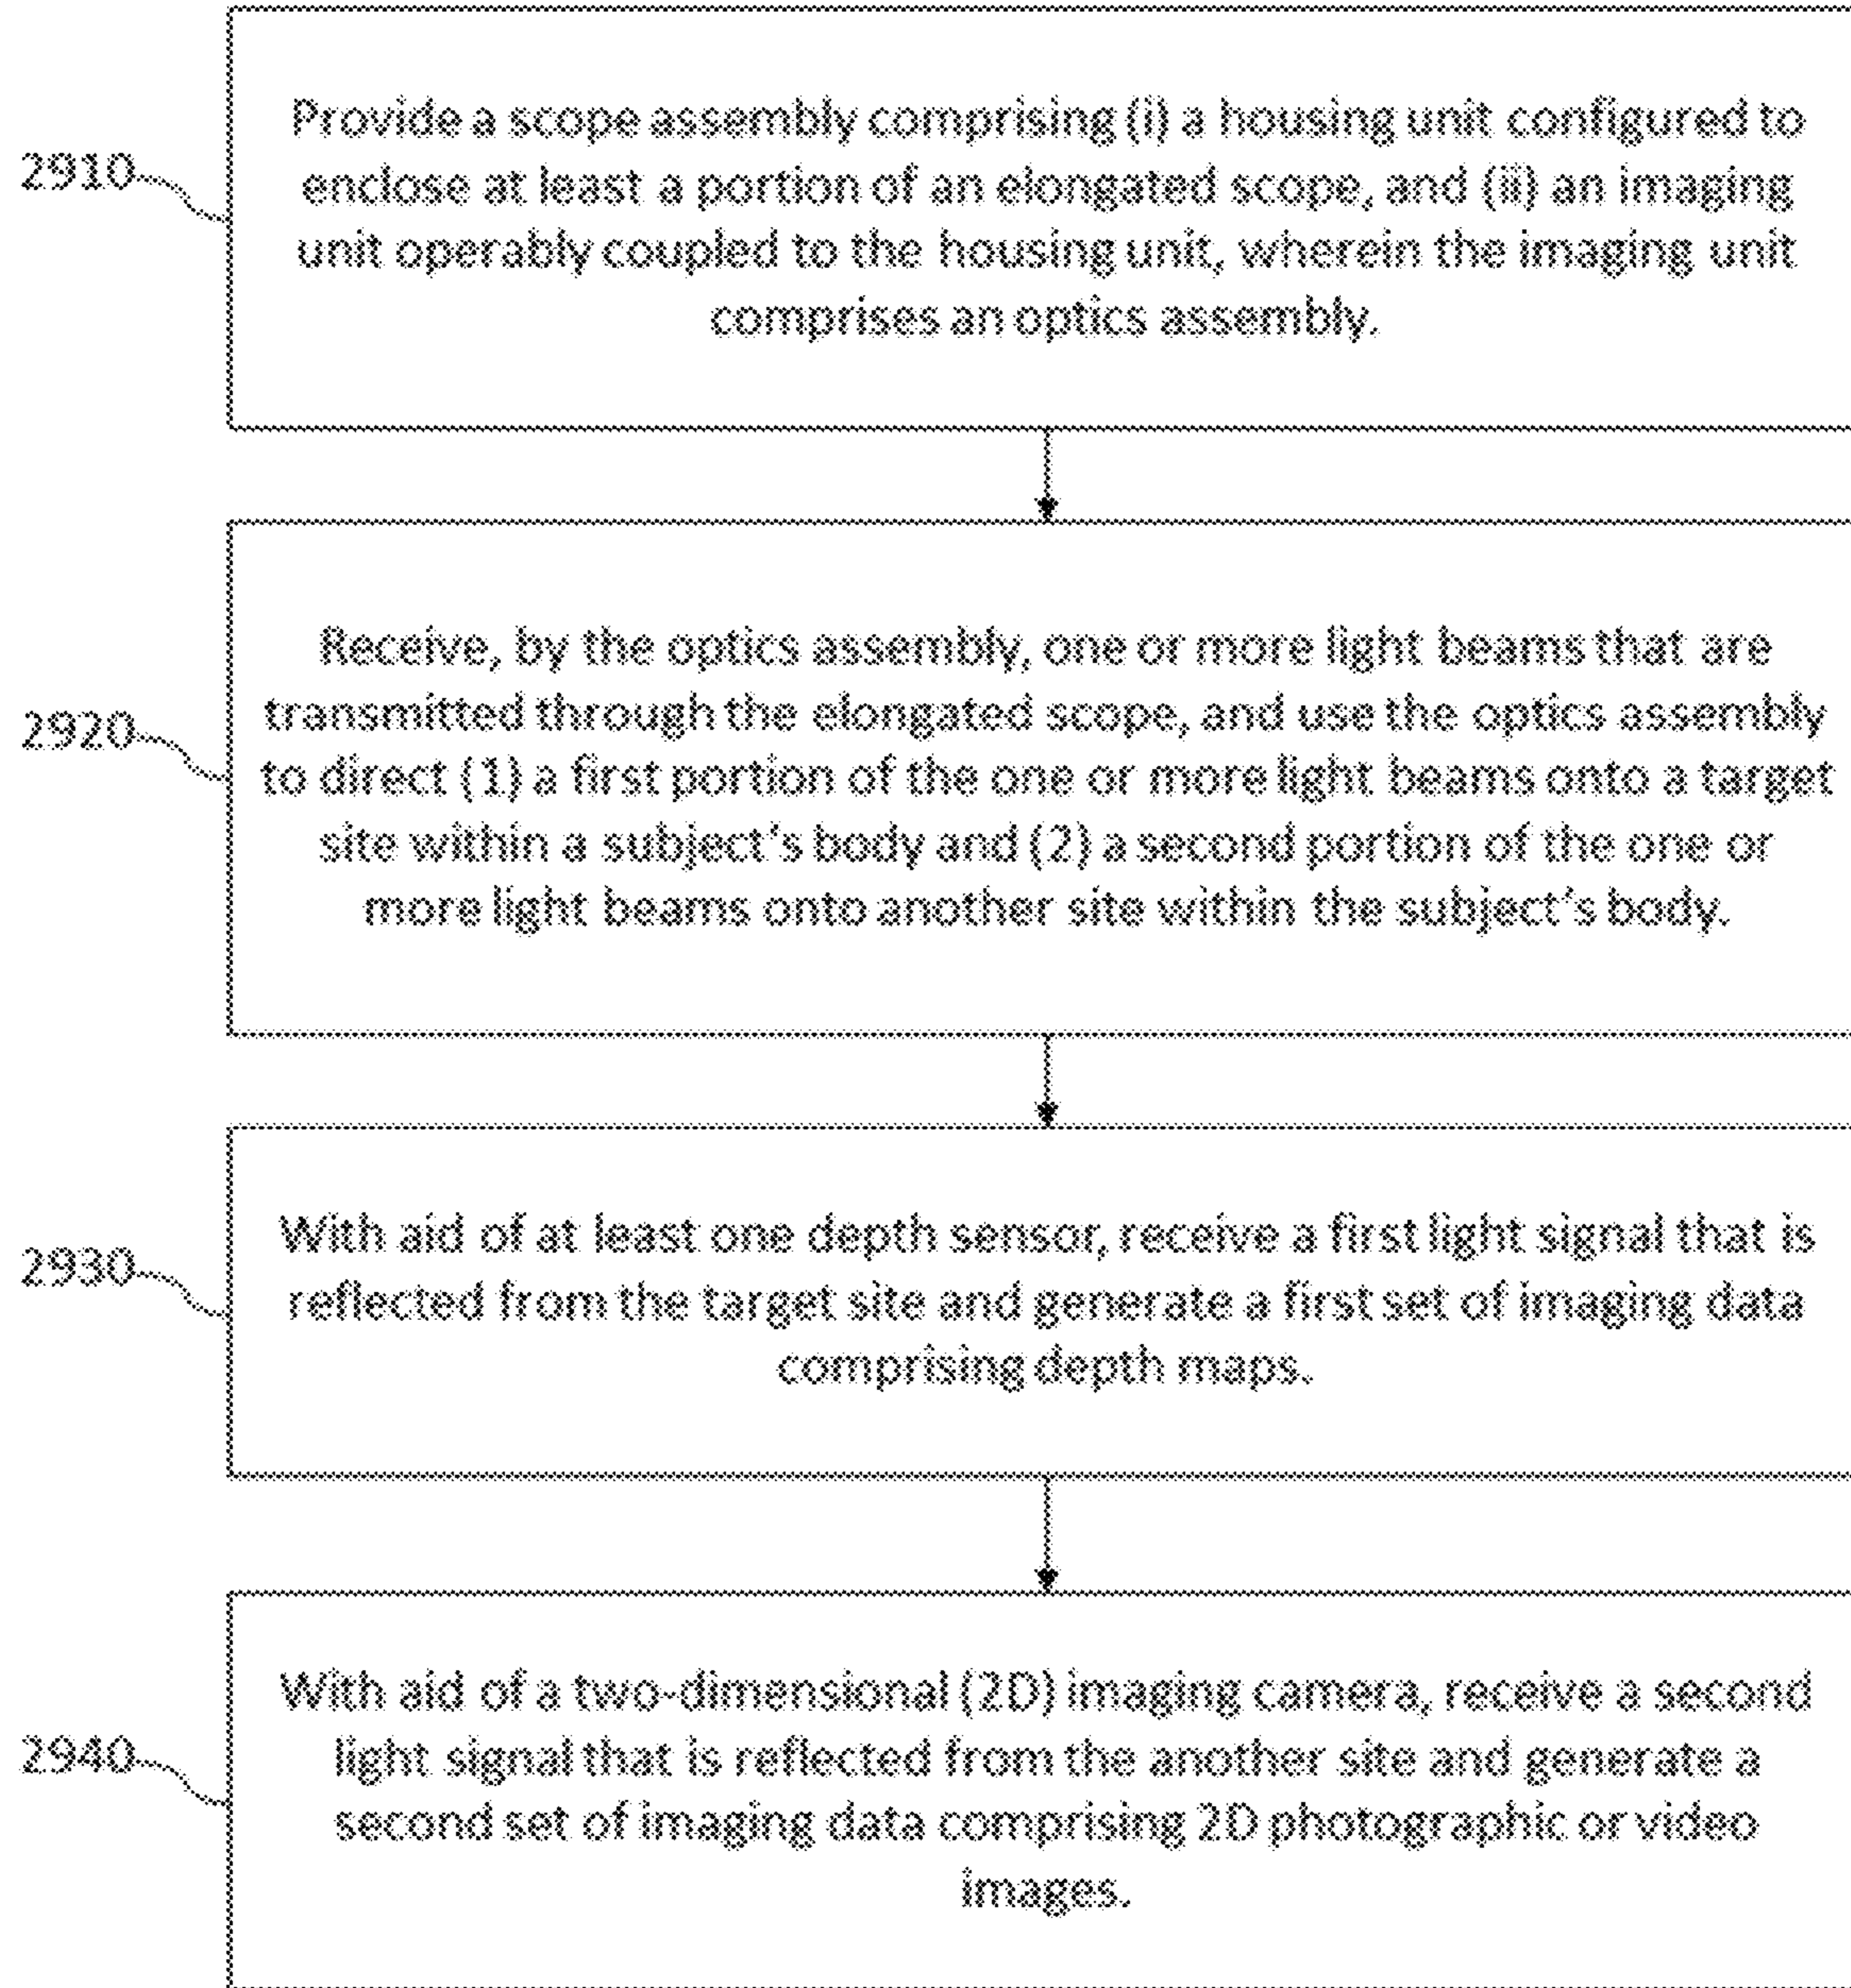 2910
Provide a scope assembly comprising (i) a housing unit configured to
enclose at least a portion of an elongated scope, and (ii) an imaging
unit operably coupled to the housing unit, wherein the imaging unit
comprises an optics assembly.
2920
Receive, by the optics assembly, one or more light beams that are
transmitted through the elongated scope, and use the optics assembly
to direct (1) a first portion of the one or more light beams onto a target
site within a subject's body and (2) a second portion of the one or
more light beams onto another site within the subject's body.
2930
With aid of at least one depth sensor, receive a first light signal that is
reflected from the target site and generate a first set of imaging data
comprising depth maps.
2940
With aid of a two-dimensional (2D) imaging camera, receive a second
light signal that is reflected from the another site and generate a
second set of imaging data comprising 2D photographic or video
images.